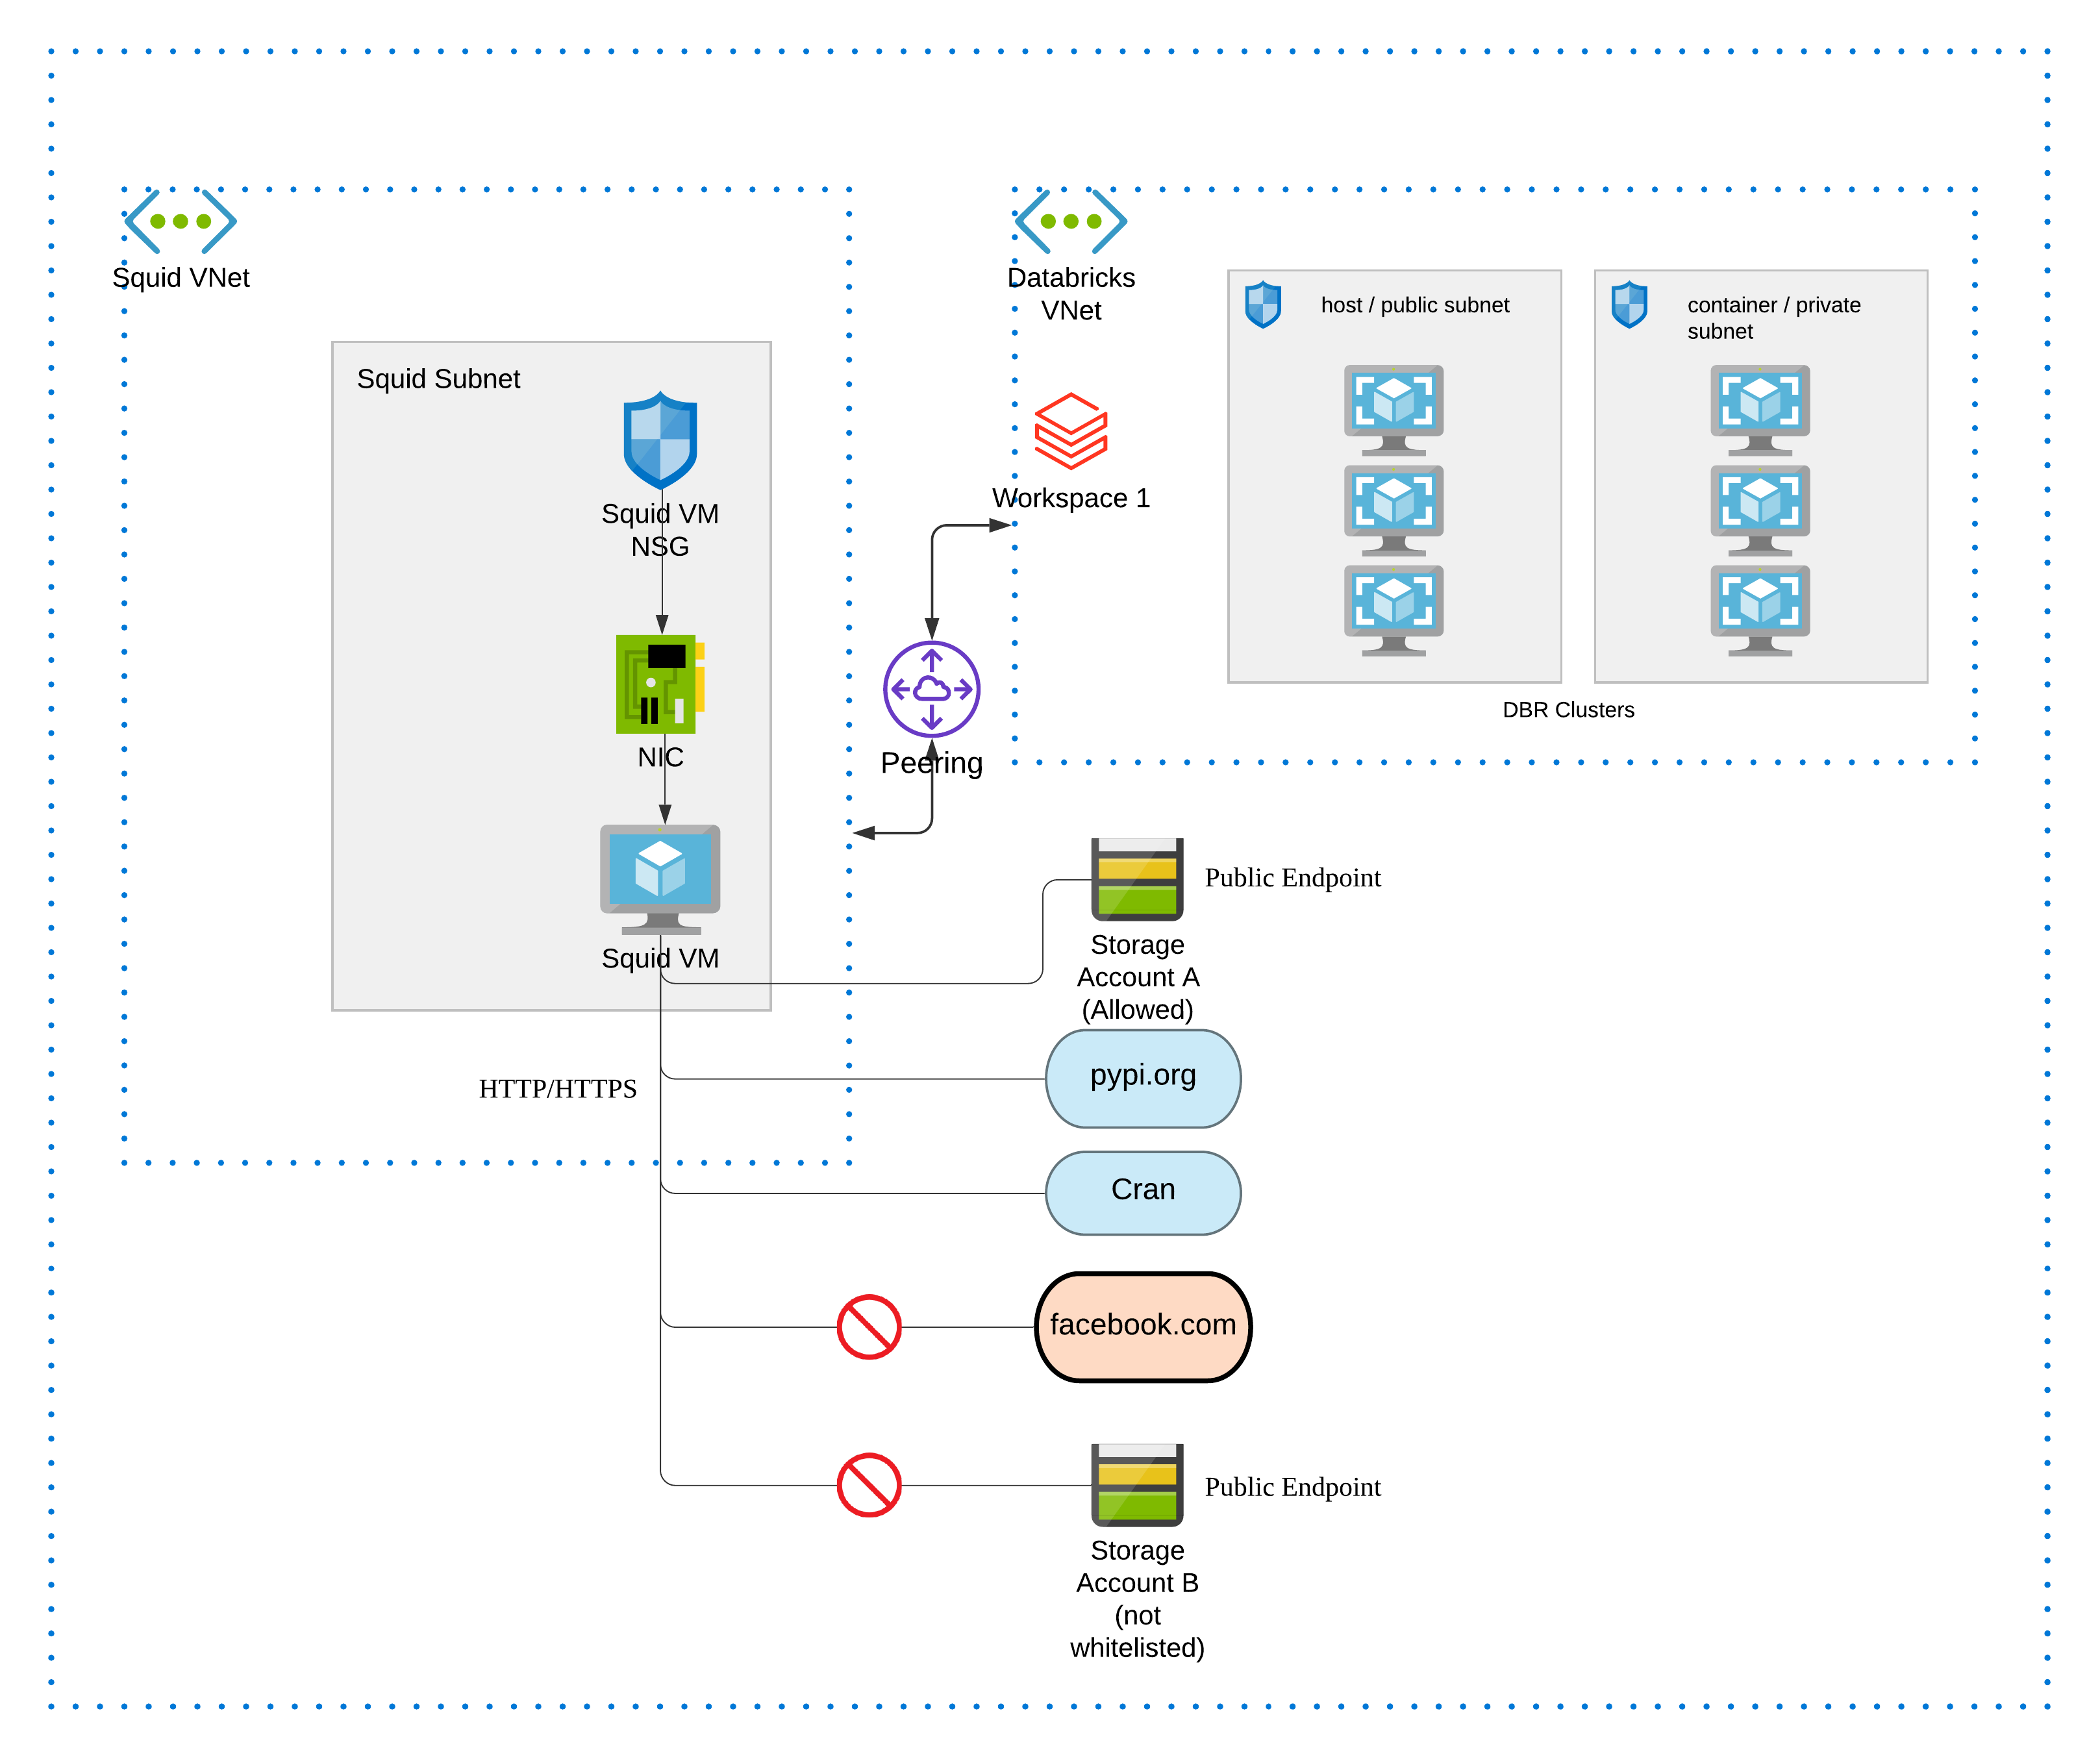 Squid VNet
Databricks
VNet
host / public subnet
container / private
subnet
Squid Subnet
Workspace 1
Squid VM
NSG
DBR Clusters
NIC
Peering
Public Endpoint
Squid VM
Storage
Account A
(Allowed)
pypi.org
HTTP/HTTPS
Cran
facebook.com
Public Endpoint
Storage
Account B
(not
whitelisted)